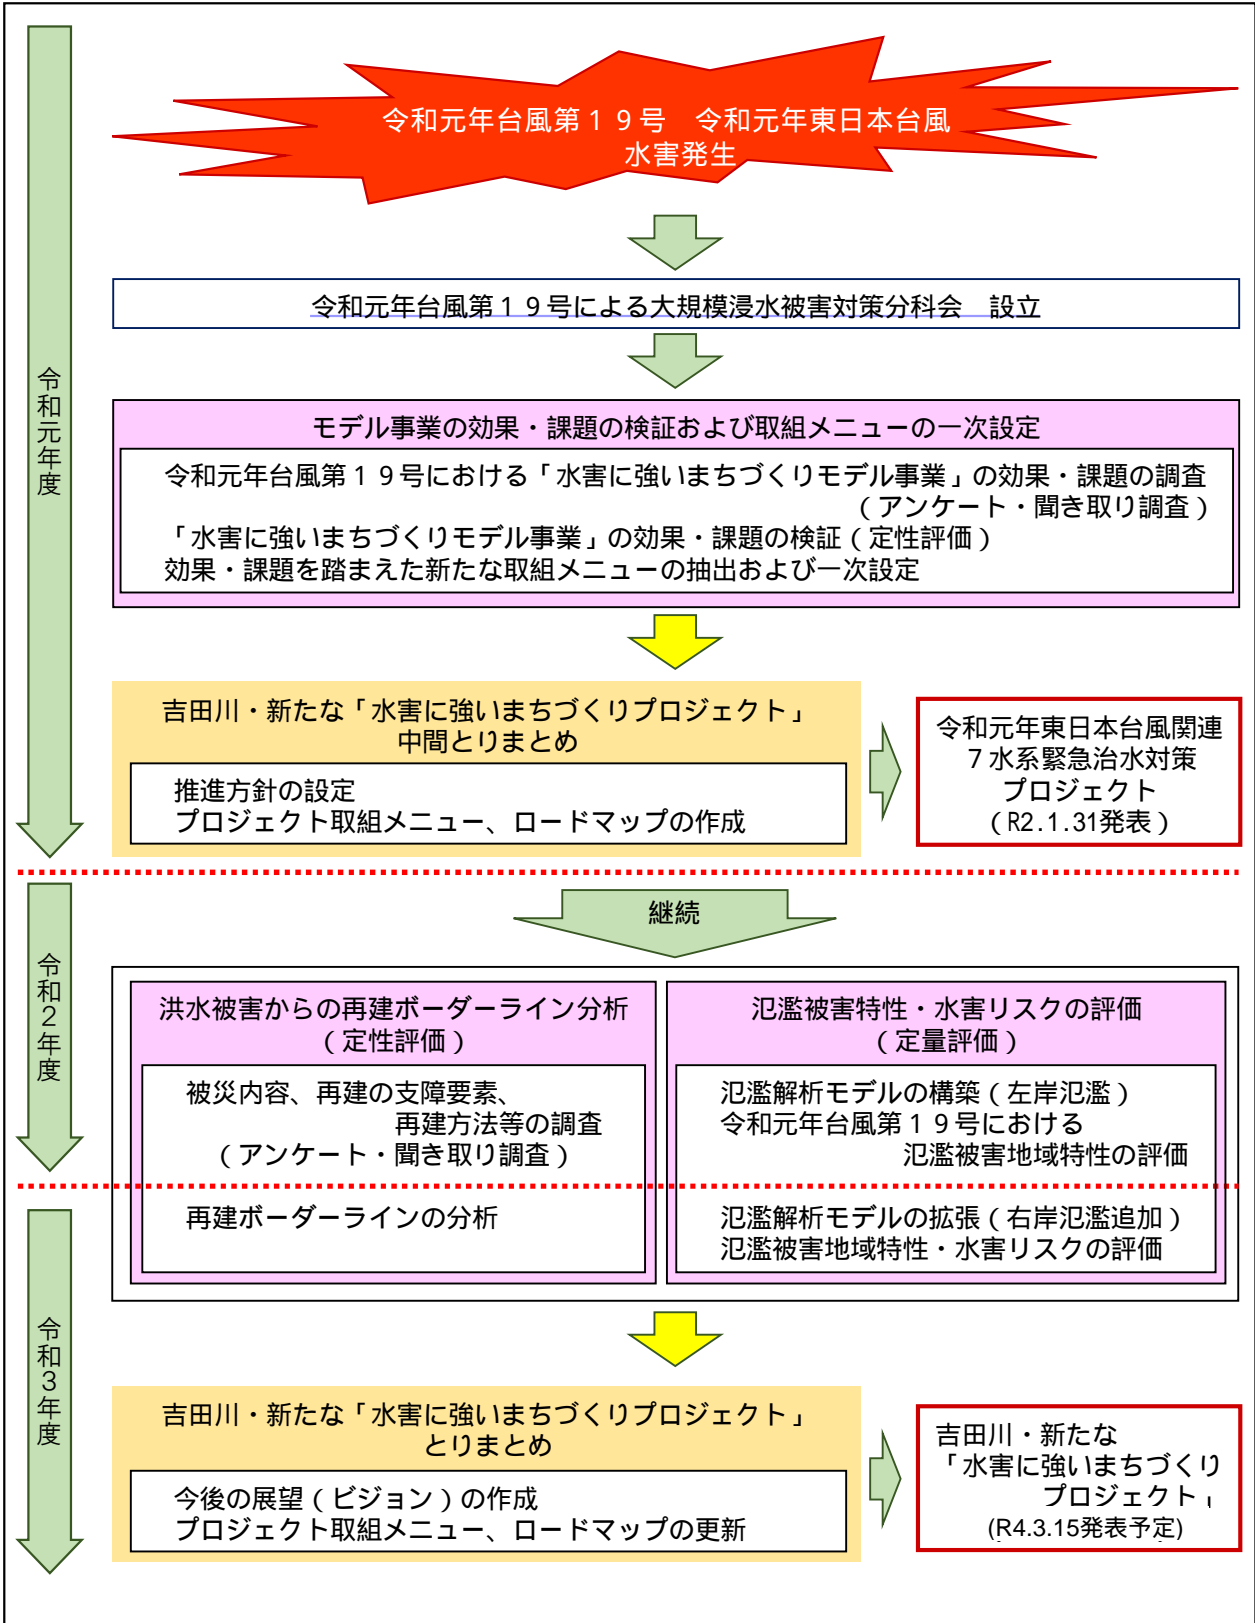 令和元年台風第１９号　令和元年東日本台風
水害発生
令和元年台風第１９号による大規模浸水被害対策分科会　設立
令和元年度
モデル事業の効果・課題の検証および取組メニューの一次設定
令和元年台風第１９号における「水害に強いまちづくりモデル事業」の効果・課題の調査
（アンケート・聞き取り調査）
「水害に強いまちづくりモデル事業」の効果・課題の検証（定性評価）
効果・課題を踏まえた新たな取組メニューの抽出および一次設定
吉田川・新たな「水害に強いまちづくりプロジェクト」
中間とりまとめ
推進方針の設定
プロジェクト取組メニュー、ロードマップの作成
令和元年東日本台風関連
７水系緊急治水対策
プロジェクト
（R2.1.31発表）
継続
令和２年度
洪水被害からの再建ボーダーライン分析
（定性評価）
被災内容、再建の支障要素、
再建方法等の調査
（アンケート・聞き取り調査）
再建ボーダーラインの分析
氾濫被害特性・水害リスクの評価
（定量評価）
氾濫解析モデルの構築（左岸氾濫）
令和元年台風第１９号における
氾濫被害地域特性の評価
氾濫解析モデルの拡張（右岸氾濫追加）
氾濫被害地域特性・水害リスクの評価
令和３年度
吉田川・新たな「水害に強いまちづくりプロジェクト」
とりまとめ
今後の展望（ビジョン）の作成
プロジェクト取組メニュー、ロードマップの更新
吉田川・新たな
「水害に強いまちづくり
プロジェクト」
(R4.3.15発表予定)